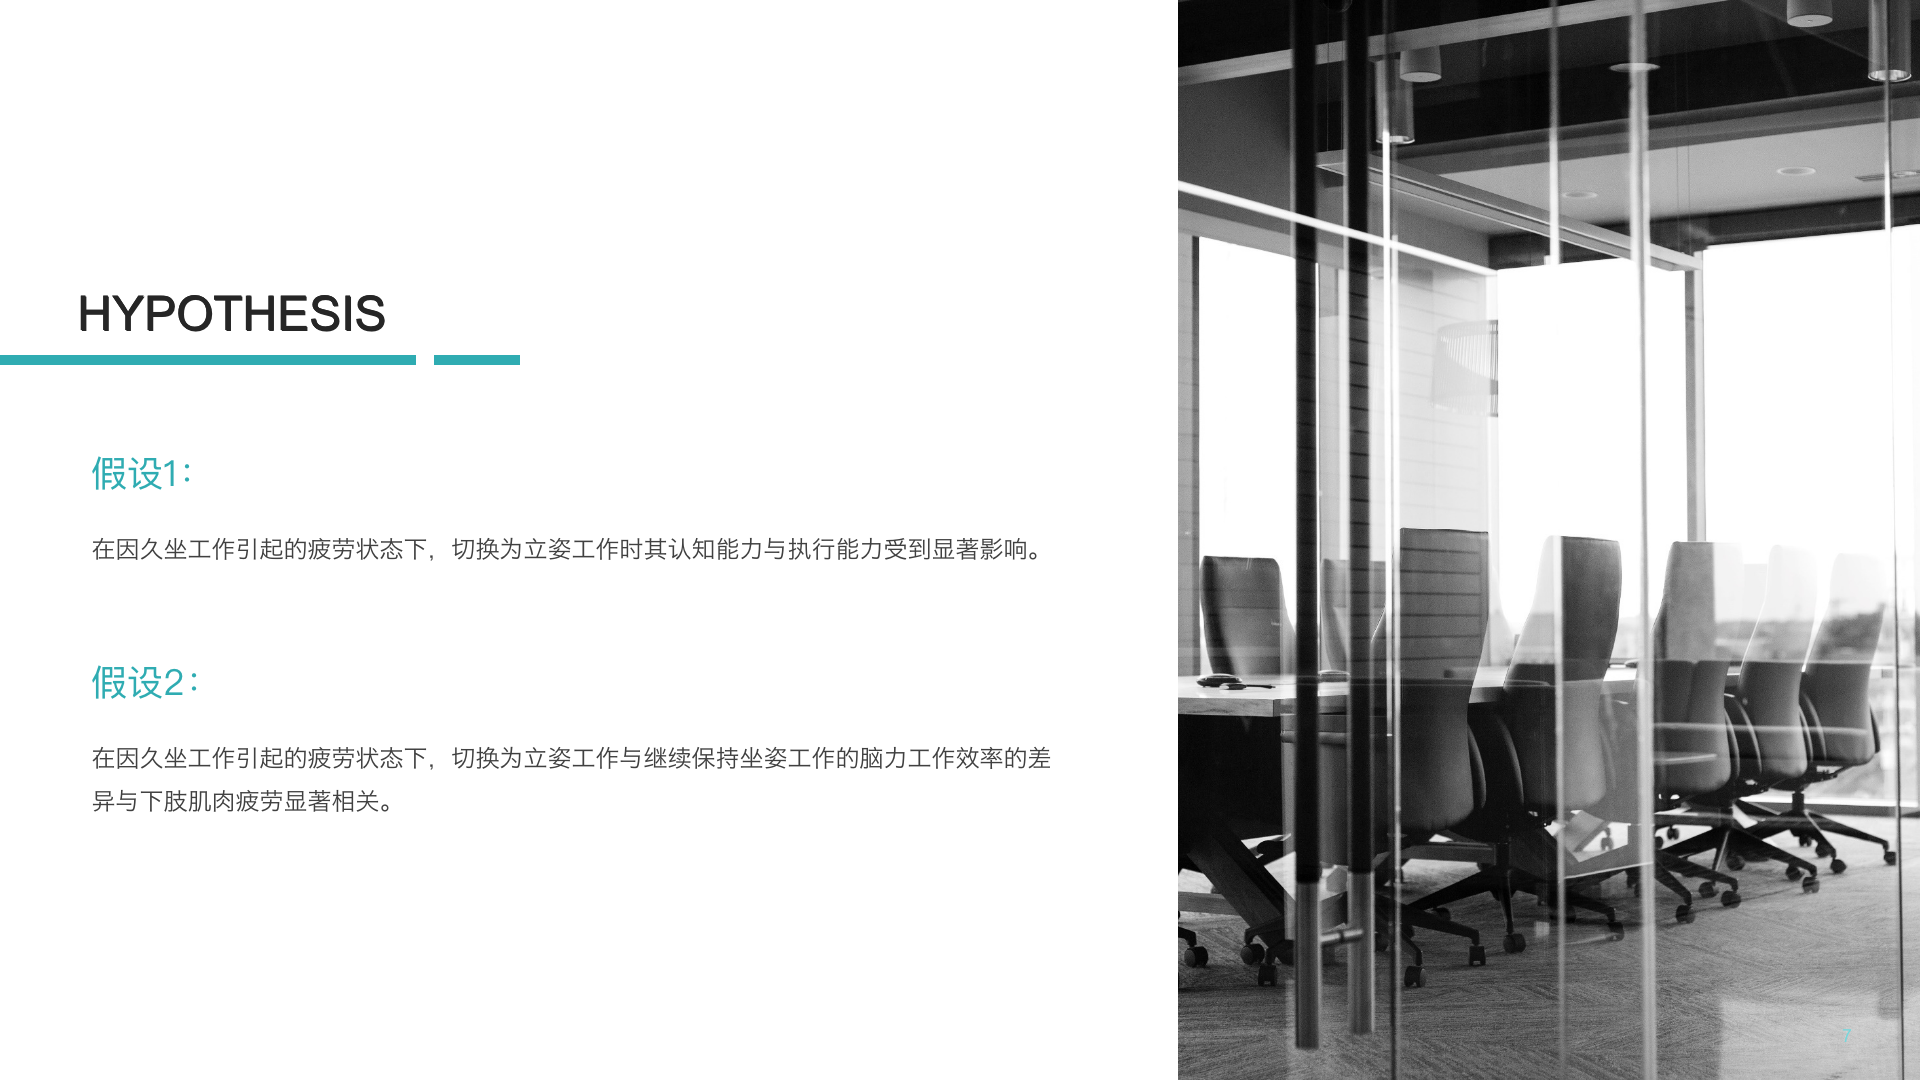 HYPOTHESIS
假设1：
在因久坐工作引起的疲劳状态下，切换为立姿工作时其认知能力与执行能力受到显著影响。
假设2：
在因久坐工作引起的疲劳状态下，切换为立姿工作与继续保持坐姿工作的脑力工作效率的差
异与下肢肌肉疲劳显著相关。
7